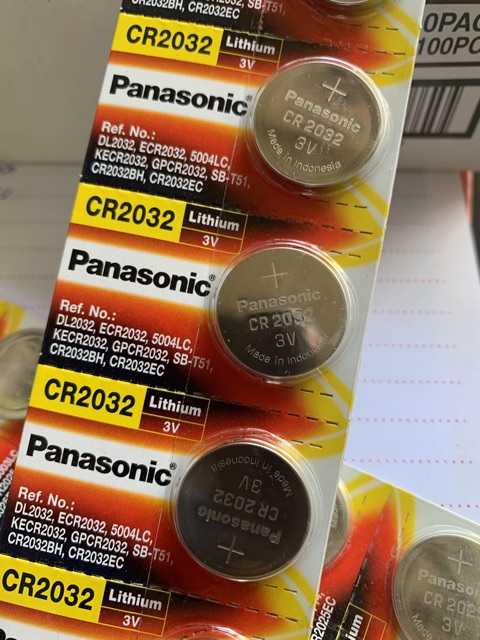 CR2032BH, CR2032EC
CR2032 Lithium
3V
Panasonic®
Ref. No.:
DL2032, ECR2032, 5004LC,
KECR2032, GPCR2032, SB-T51,
CR2032BH, CR2032EC
Panasonic
CR 2032
3V
Made in Indonesia
CR2032 Lithium
3V
Panasonic®
Ref. No.:
DL2032, ECR2032, 5004LC,
KECR2032, GPCR2032, SB-T51,
CR2032BH, CR2032EC
Panasonic
CR 2032
3V
Made in Indonesia
CR2032 Lithium
3V
Panasonic®
Ref. No.:
DL2032, ECR2032, 5004LC,
KECR2032, GPCR2032, SB-T51,
CR2032BH, CR2032EC
Panasonic
CR 2032
3V
Made in Indonesia
CR2032 Lithium
3V
100PC